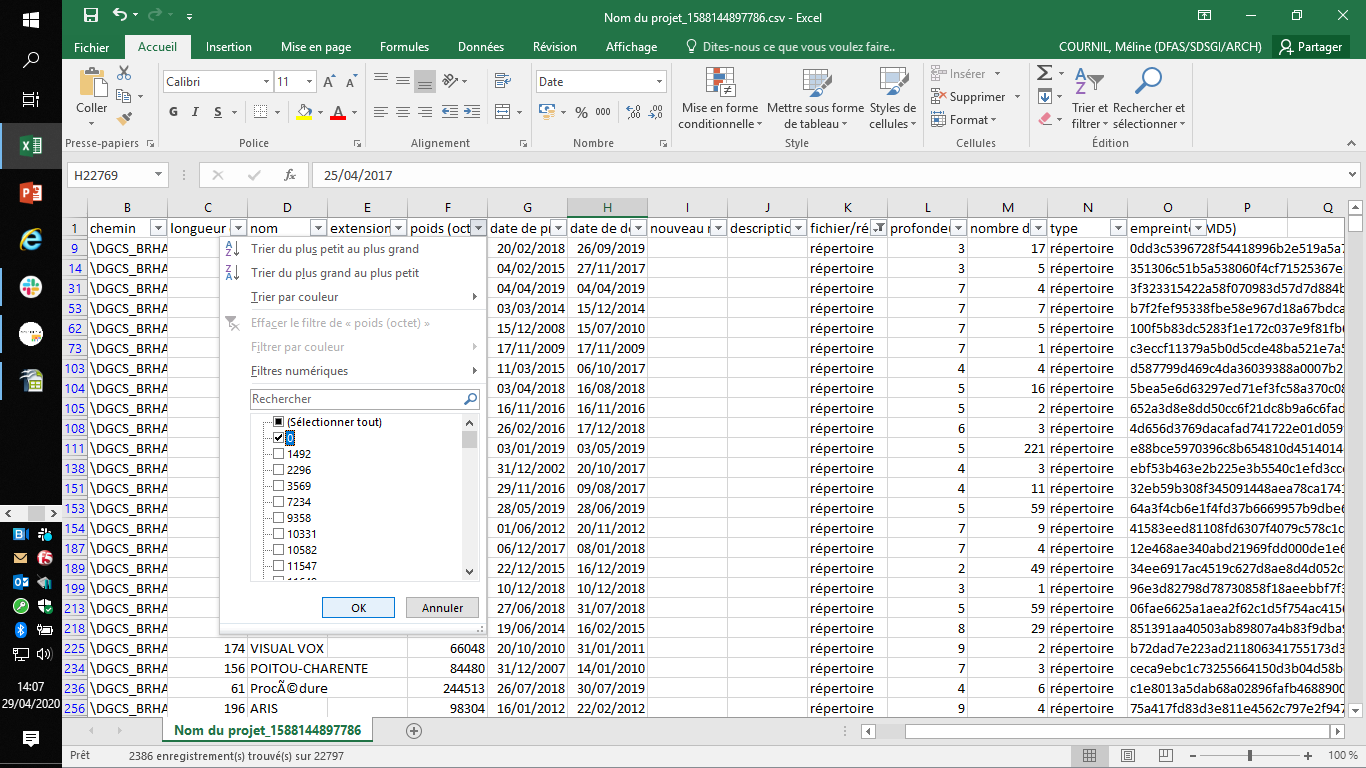 Nom du projet_1588144897786.csv - Excel
Fichier Accueil Insertion Mise en page Formules Données Révision Affichage Dites-nous ce que vous voulez faire.. COURNIL, Méline (DFAS/SDSGI/ARCH) Partager
Coller
Calibri 11
G I S
Date
% 000
Mise en forme conditionnelle
Mettre sous forme de tableau
Styles de cellules
Insérer
Supprimer
Format
Trier et filtrer
Rechercher et sélectionner
Presse-papiers Police Alignement Nombre Style Cellules Édition
H22769 fx 25/04/2017
B C D E F G H I J K L M N O P Q
1 chemin longueur nom extension poids (oct date de pr date de de nouveau n descriptio fichier/ré profondeu nombre d type empreinte MD5)
9 \DGCS_BRHA 20/02/2018 26/09/2019 répertoire 3 17 répertoire 0dd3c5396728f54418996b2e519a5a7
14 \DGCS_BRHA 04/02/2015 27/11/2017 répertoire 3 5 répertoire 351306c51b5a538060f4cf71525367e
31 \DGCS_BRHA 04/04/2019 04/04/2019 répertoire 7 4 répertoire 3f323315422a58f070983d57d7d884b
53 \DGCS_BRHA 03/03/2014 15/12/2014 répertoire 7 7 répertoire b7f2fef95338fbe58e967d18a67bdca
62 \DGCS_BRHA 15/12/2008 15/07/2010 répertoire 7 5 répertoire 100f5b83dc5283f1e172c037e9f81fb
73 \DGCS_BRHA 17/11/2009 17/11/2009 répertoire 7 1 répertoire c3eccf11379a5b0d5cde48ba521e7a5
103 \DGCS_BRHA 11/03/2015 06/10/2017 répertoire 4 4 répertoire d587799d469c4da36039388a0007b2
104 \DGCS_BRHA 03/04/2018 16/08/2018 répertoire 5 16 répertoire 5bea5e6d63297ed71ef3fc58a370c08
105 \DGCS_BRHA 16/11/2016 16/11/2016 répertoire 5 2 répertoire 652a3d8e8dd50cc6f21dc8b9a6c6fad
108 \DGCS_BRHA 26/02/2016 17/12/2018 répertoire 6 3 répertoire 4d656d3769dacafad741722e01d059
111 \DGCS_BRHA 03/01/2019 03/05/2019 répertoire 5 221 répertoire e88bce5970396c8b654810d4514014
138 \DGCS_BRHA 31/12/2002 20/10/2017 répertoire 4 3 répertoire ebf53b463e2b225e3b5540c1efd3cc
151 \DGCS_BRHA 29/11/2016 09/08/2017 répertoire 4 11 répertoire 32eb59b308f345091448aea78ca1741
153 \DGCS_BRHA 28/05/2019 28/06/2019 répertoire 5 59 répertoire 64a3f4cb6e1f4fd37b6669957b9dbe
154 \DGCS_BRHA 01/06/2012 20/11/2012 répertoire 7 9 répertoire 41583eed81108fd6307f4079c578c1c
187 \DGCS_BRHA 06/12/2017 08/01/2018 répertoire 7 4 répertoire 12e468ae340abd21969fdd000de1e6
189 \DGCS_BRHA 22/12/2015 16/12/2019 répertoire 2 49 répertoire 34ee6917ac4519c627d8ae8d4d052c
199 \DGCS_BRHA 10/12/2018 10/12/2018 répertoire 3 1 répertoire 96e3d82798d78730858f18aeebbf7f
213 \DGCS_BRHA 27/06/2018 31/07/2018 répertoire 5 59 répertoire 06fae6625a1aea2f62c1d5f754ac415
218 \DGCS_BRHA 19/06/2014 16/02/2015 répertoire 8 29 répertoire 851391aa40503ab89807a4b83f9dba
225 \DGCS_BRHA 174 VISUAL VOX 66048 20/10/2010 31/01/2011 répertoire 9 2 répertoire b72dad7e223ad211806341755173d
234 \DGCS_BRHA 156 POITOU-CHARENTE 84480 31/12/2007 14/01/2010 répertoire 7 3 répertoire ceca9ebc1c73255664150d3b04d58b
236 \DGCS_BRHA 61 ProcÃ©dure 244513 26/07/2018 30/07/2019 répertoire 4 6 répertoire c1e8013a5dab68a02896fafb4688900
256 \DGCS_BRHA 196 ARIS 98304 16/01/2012 22/02/2012 répertoire 9 4 répertoire 75a417fd83d3e811e4562c797e2f947
Trier du plus petit au plus grand
Trier du plus grand au plus petit
Trier par couleur
Effacer le filtre de « poids (octet) »
Filtrer par couleur
Filtres numériques
Rechercher
(Sélectionner tout)
0
1492
2296
3569
7234
9358
10331
10582
11547
OK Annuler
Nom du projet_1588144897786
Prêt 2386 enregistrement(s) trouvé(s) sur 22797 100 %
14:07
29/04/2020